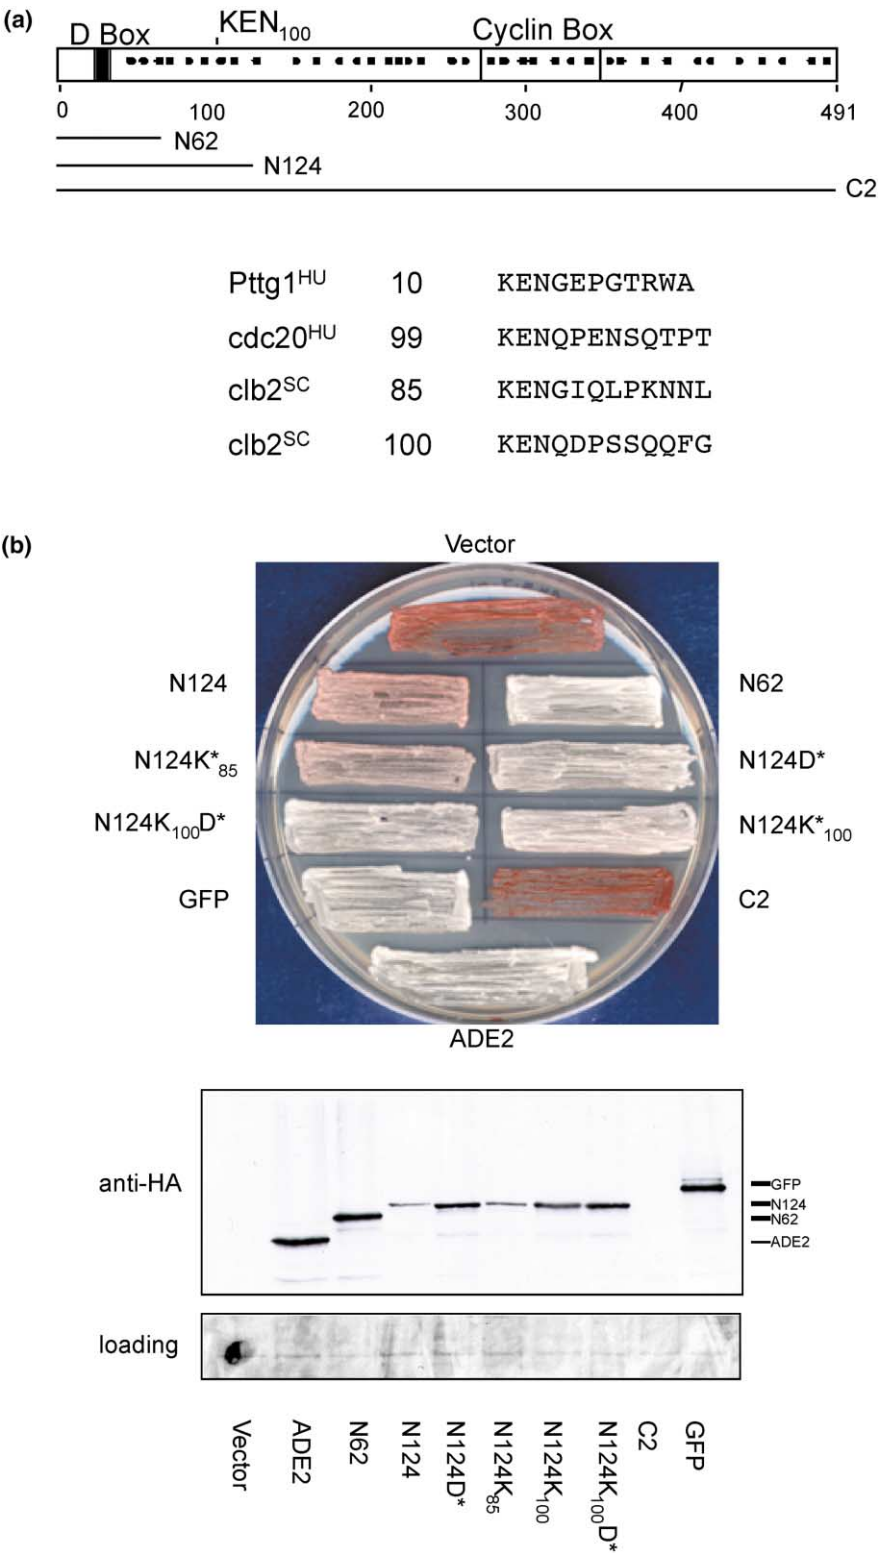 (a)
D Box KEN100 Cyclin Box
0 100 200 300 400 491
N62
N124
C2
Pttg1HU 10 KENGEPGTRWA
cdc20HU 99 KENQPENSQTPT
clb2SC 85 KENGIQLPKNNL
clb2SC 100 KENQDPSSQQFG
(b)
Vector
N124 N62
N124K*85 N124D*
N124K100D* N124K*100
GFP C2
ADE2
anti-HA
GFP
N124
N62
ADE2
loading
Vector
ADE2
N62
N124
N124D*
N124K85
N124K100
N124K100D*
C2
GFP